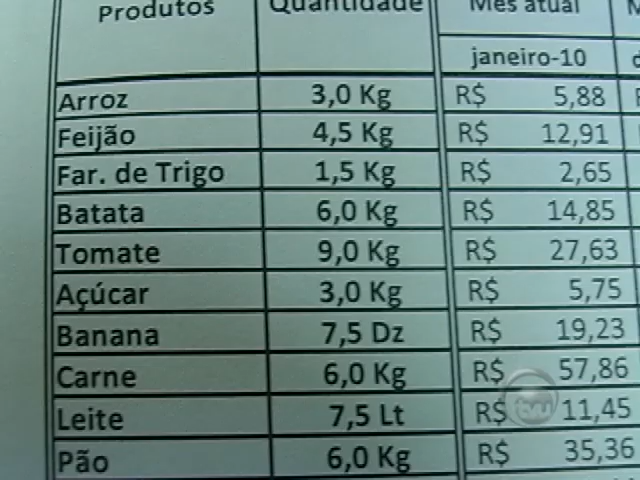 Produtos Quantidade Mês atual
janeiro-10
Arroz 3,0 Kg R$ 5,88
Feijão 4,5 Kg R$ 12,91
Far. de Trigo 1,5 Kg R$ 2,65
Batata 6,0 Kg R$ 14,85
Tomate 9,0 Kg R$ 27,63
Açúcar 3,0 Kg R$ 5,75
Banana 7,5 Dz R$ 19,23
Carne 6,0 Kg R$ 57,86
Leite 7,5 Lt R$ 11,45
Pão 6,0 Kg R$ 35,36